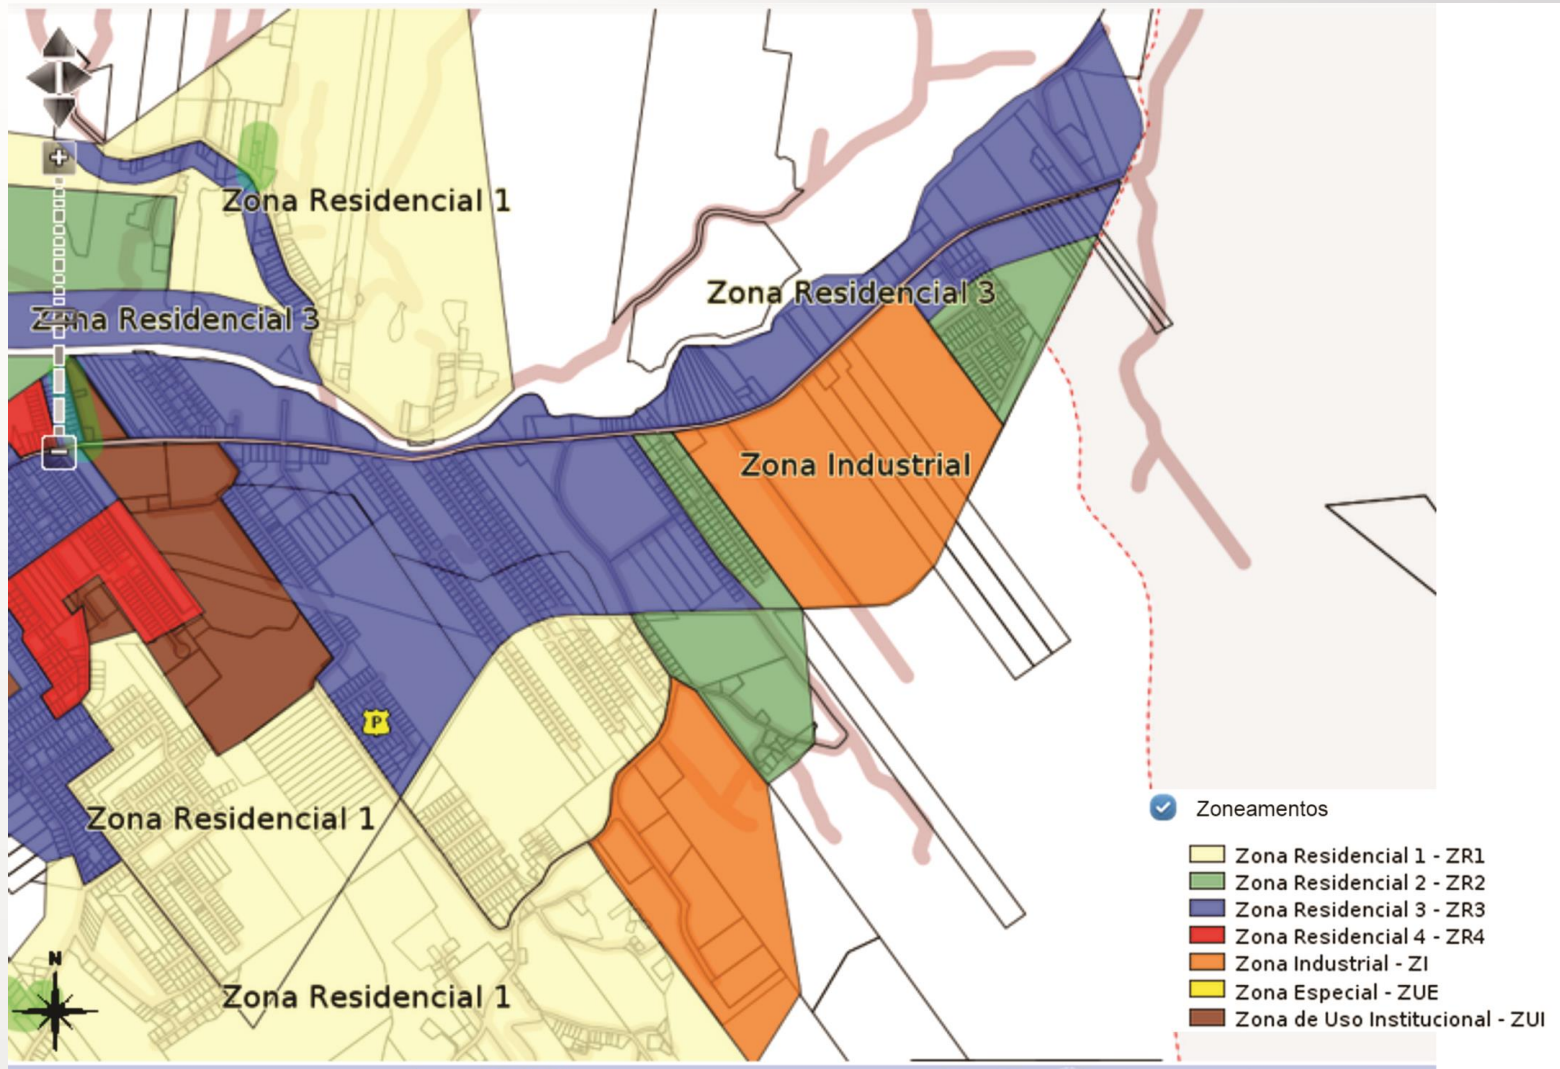 Zona Residencial 1
Zona Residencial 3
Zona Residencial 3
Zona Industrial
P
Zona Residencial 1
Zona Residencial 1
N
Zoneamentos
Zona Residencial 1 - ZR1
Zona Residencial 2 - ZR2
Zona Residencial 3 - ZR3
Zona Residencial 4 - ZR4
Zona Industrial - ZI
Zona Especial - ZUE
Zona de Uso Institucional - ZUI